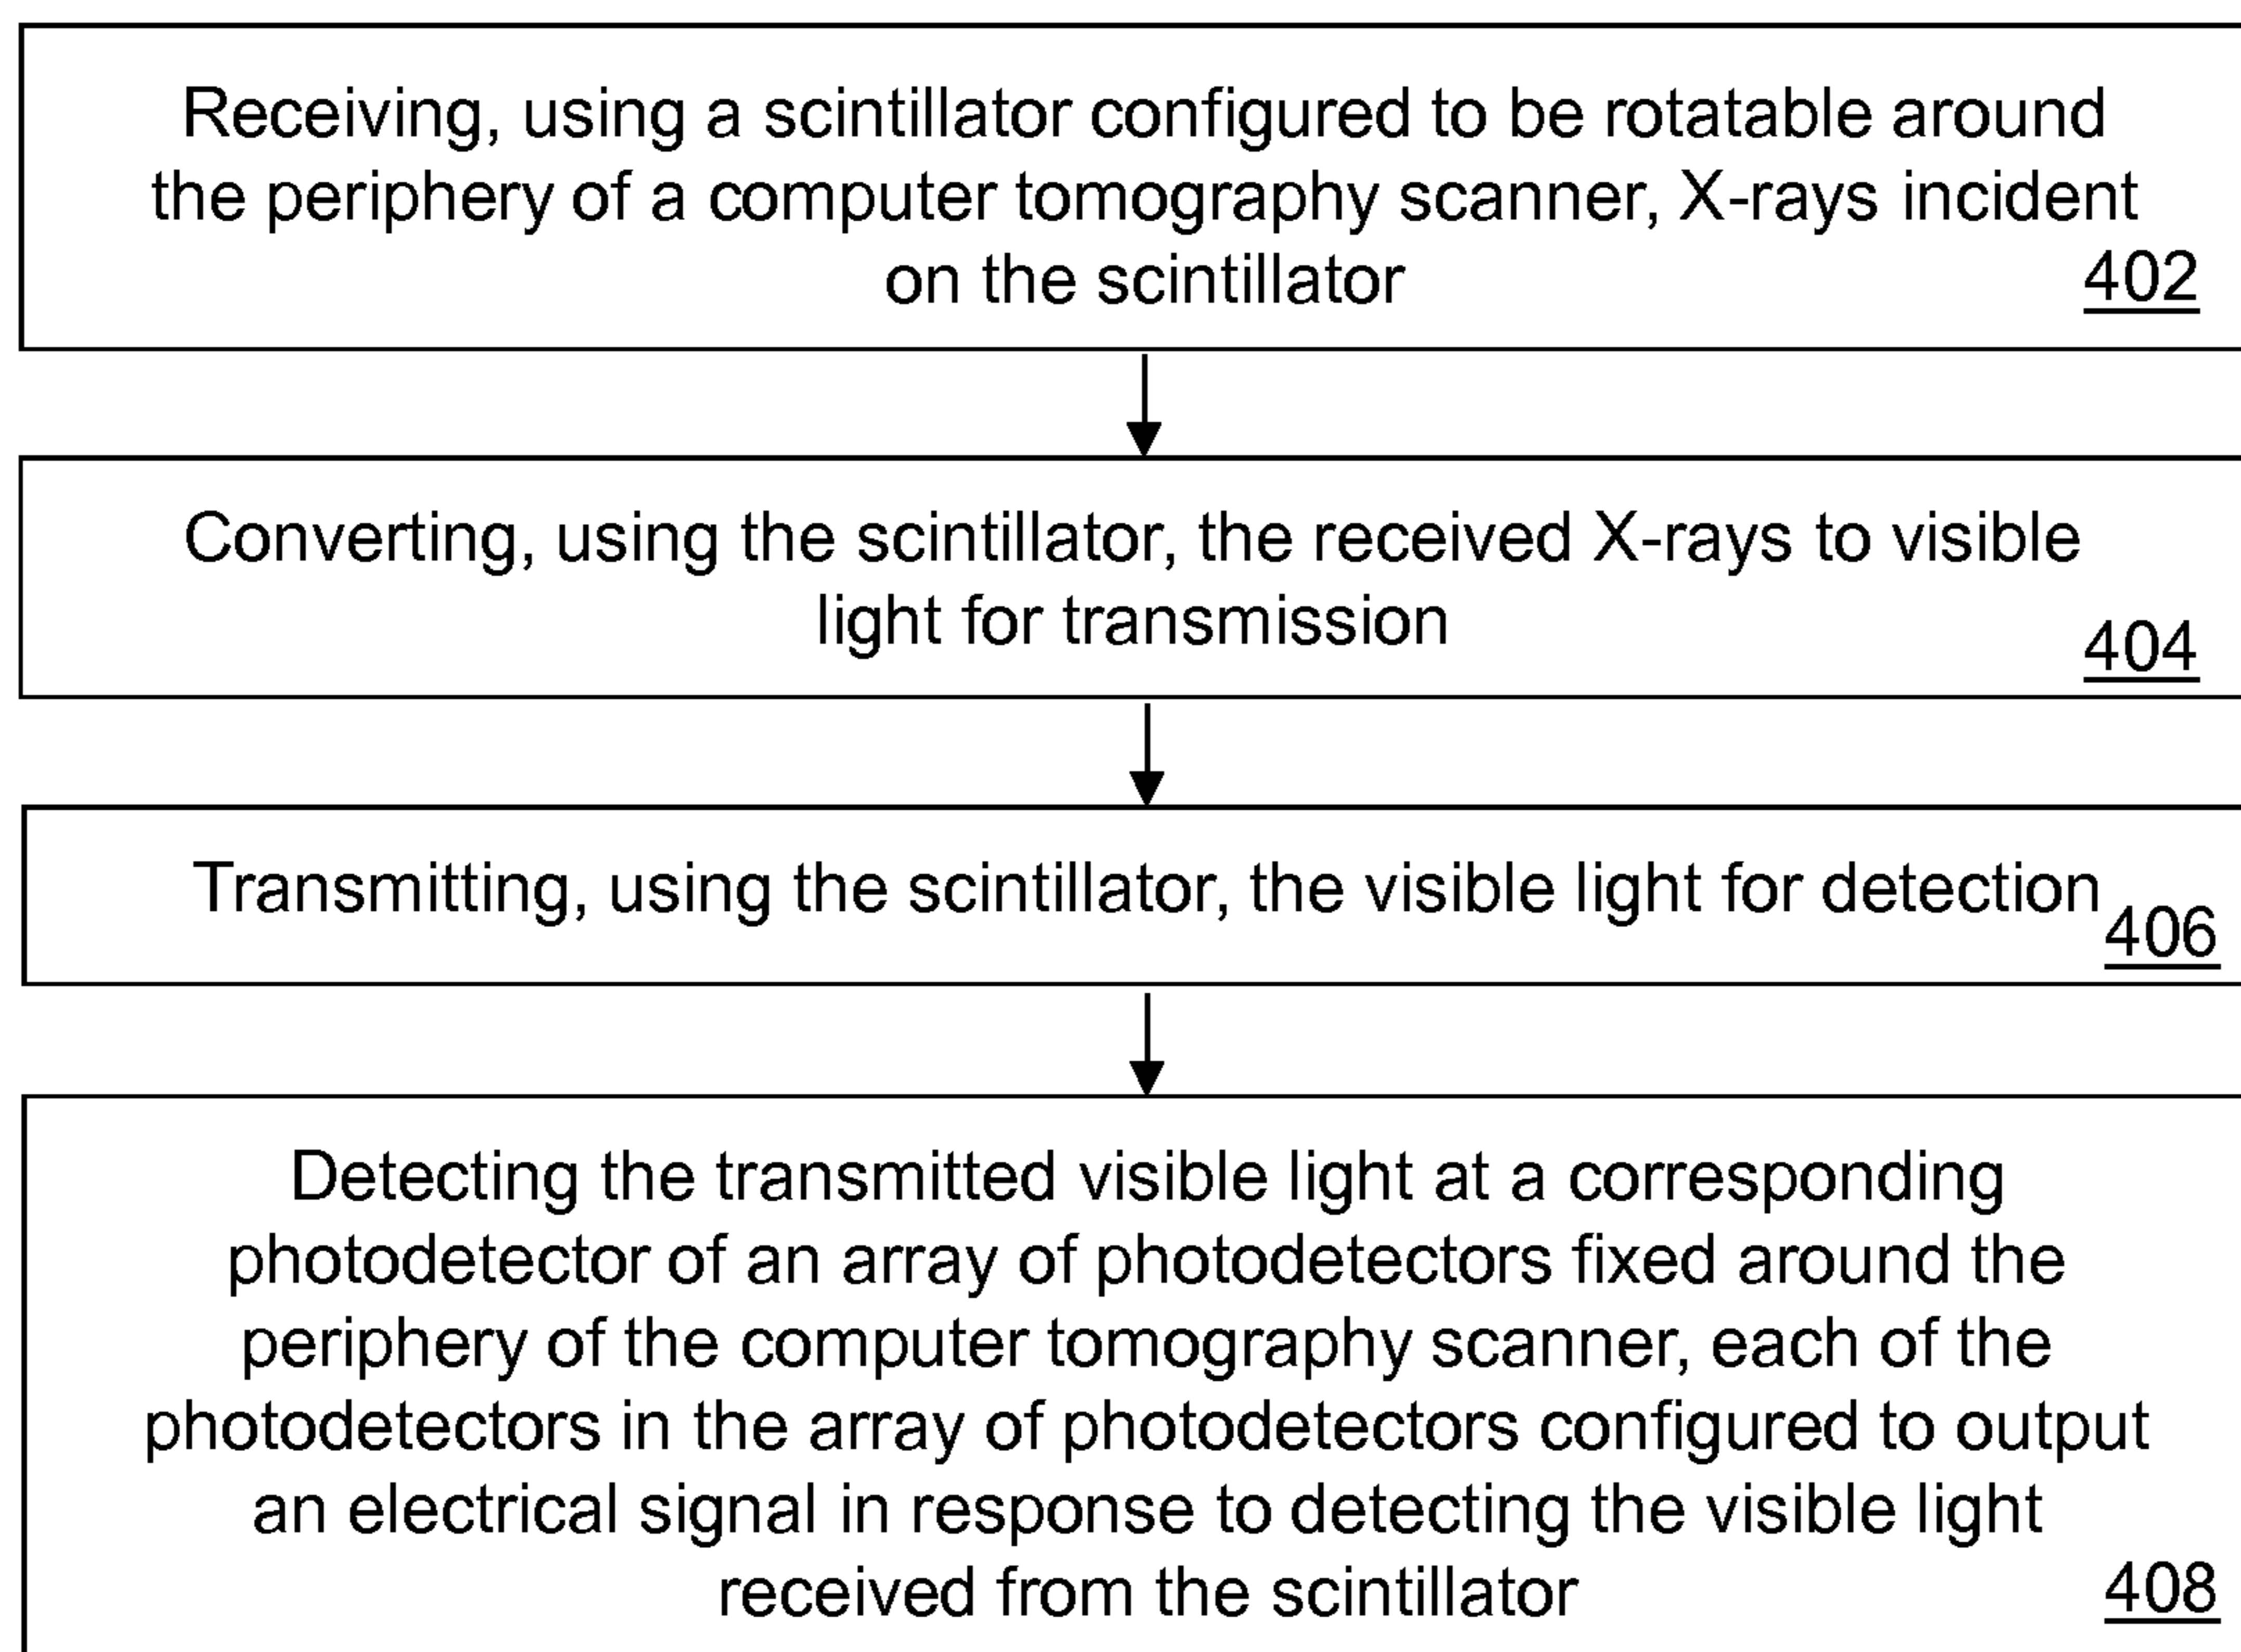 Receiving, using a scintillator configured to be rotatable around
the periphery of a computer tomography scanner, X-rays incident
on the scintillator
402
Converting, using the scintillator, the received X-rays to visible
light for transmission
404
Transmitting, using the scintillator, the visible light for detection
406
Detecting the transmitted visible light at a corresponding
photodetector of an array of photodetectors fixed around the
periphery of the computer tomography scanner, each of the
photodetectors in the array of photodetectors configured to output
an electrical signal in response to detecting the visible light
received from the scintillator
408